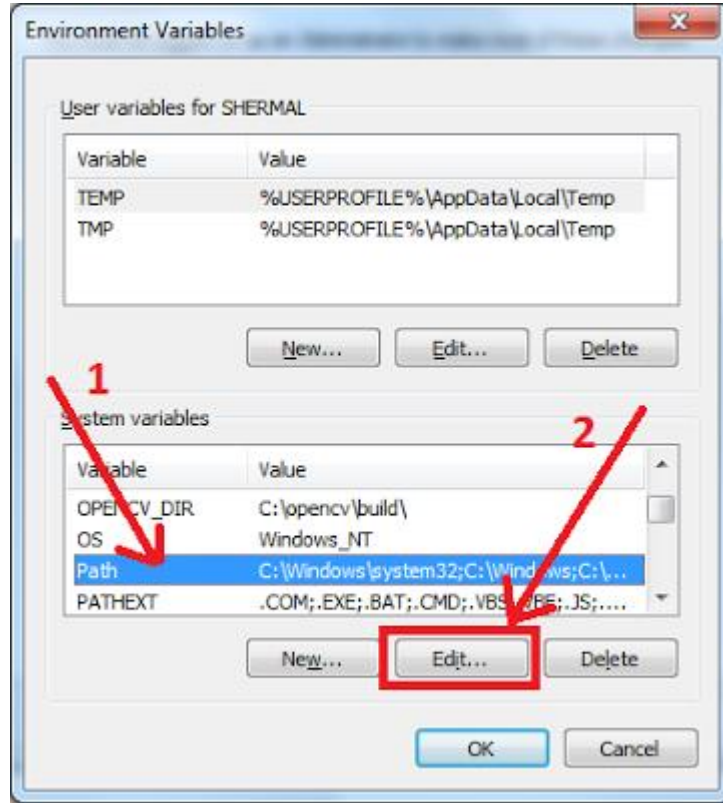 Environment Variables
User variables for SHERMAL
Variable Value
TEMP %USERPROFILE%\AppData\Local\Temp
TMP %USERPROFILE%\AppData\Local\Temp
New... Edit... Delete
1
System variables
2
Variable Value
OPENCV_DIR C:\opencv\build\
OS Windows_NT
Path C:\Windows\system32;C:\Windows;C:\...
PATHEXT .COM;.EXE;.BAT;.CMD;.VBS;.VBE;.JS;....
New... Edit... Delete
OK Cancel